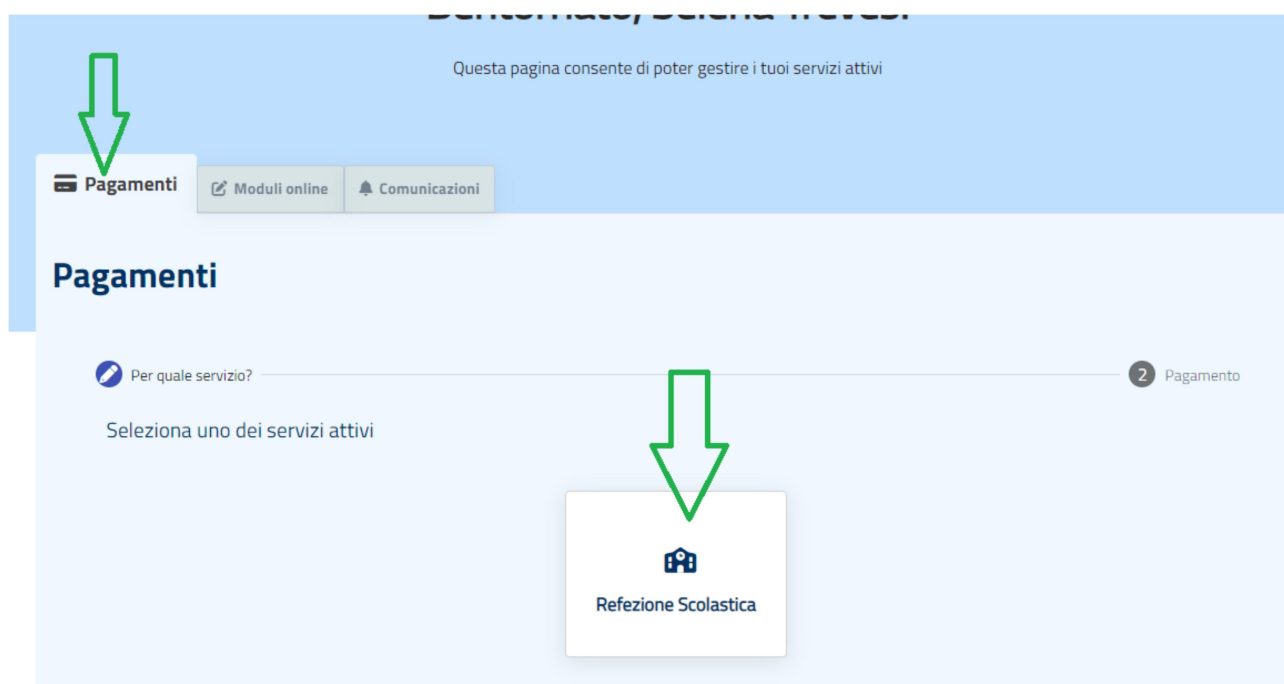 Bentornato,
Questa pagina consente di poter gestire i tuoi servizi attivi
Pagamenti
Moduli online
Comunicazioni
Pagamenti
Per quale servizio?
2 Pagamento
Seleziona uno dei servizi attivi
Refezione Scolastica